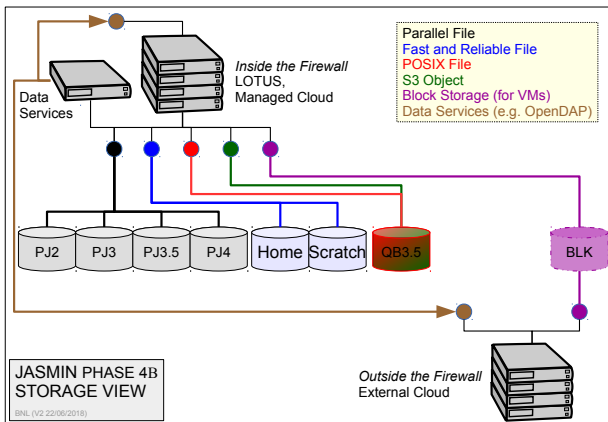 Inside the Firewall
LOTUS,
Managed Cloud
Data
Services
Parallel File
Fast and Reliable File
POSIX File
S3 Object
Block Storage (for VMs)
Data Services (e.g. OpenDAP)
PJ2
PJ3
PJ3.5
PJ4
Home
Scratch
QB3.5
BLK
JASMIN PHASE 4B
STORAGE VIEW
BNL (V2 22/06/2018)
Outside the Firewall
External Cloud